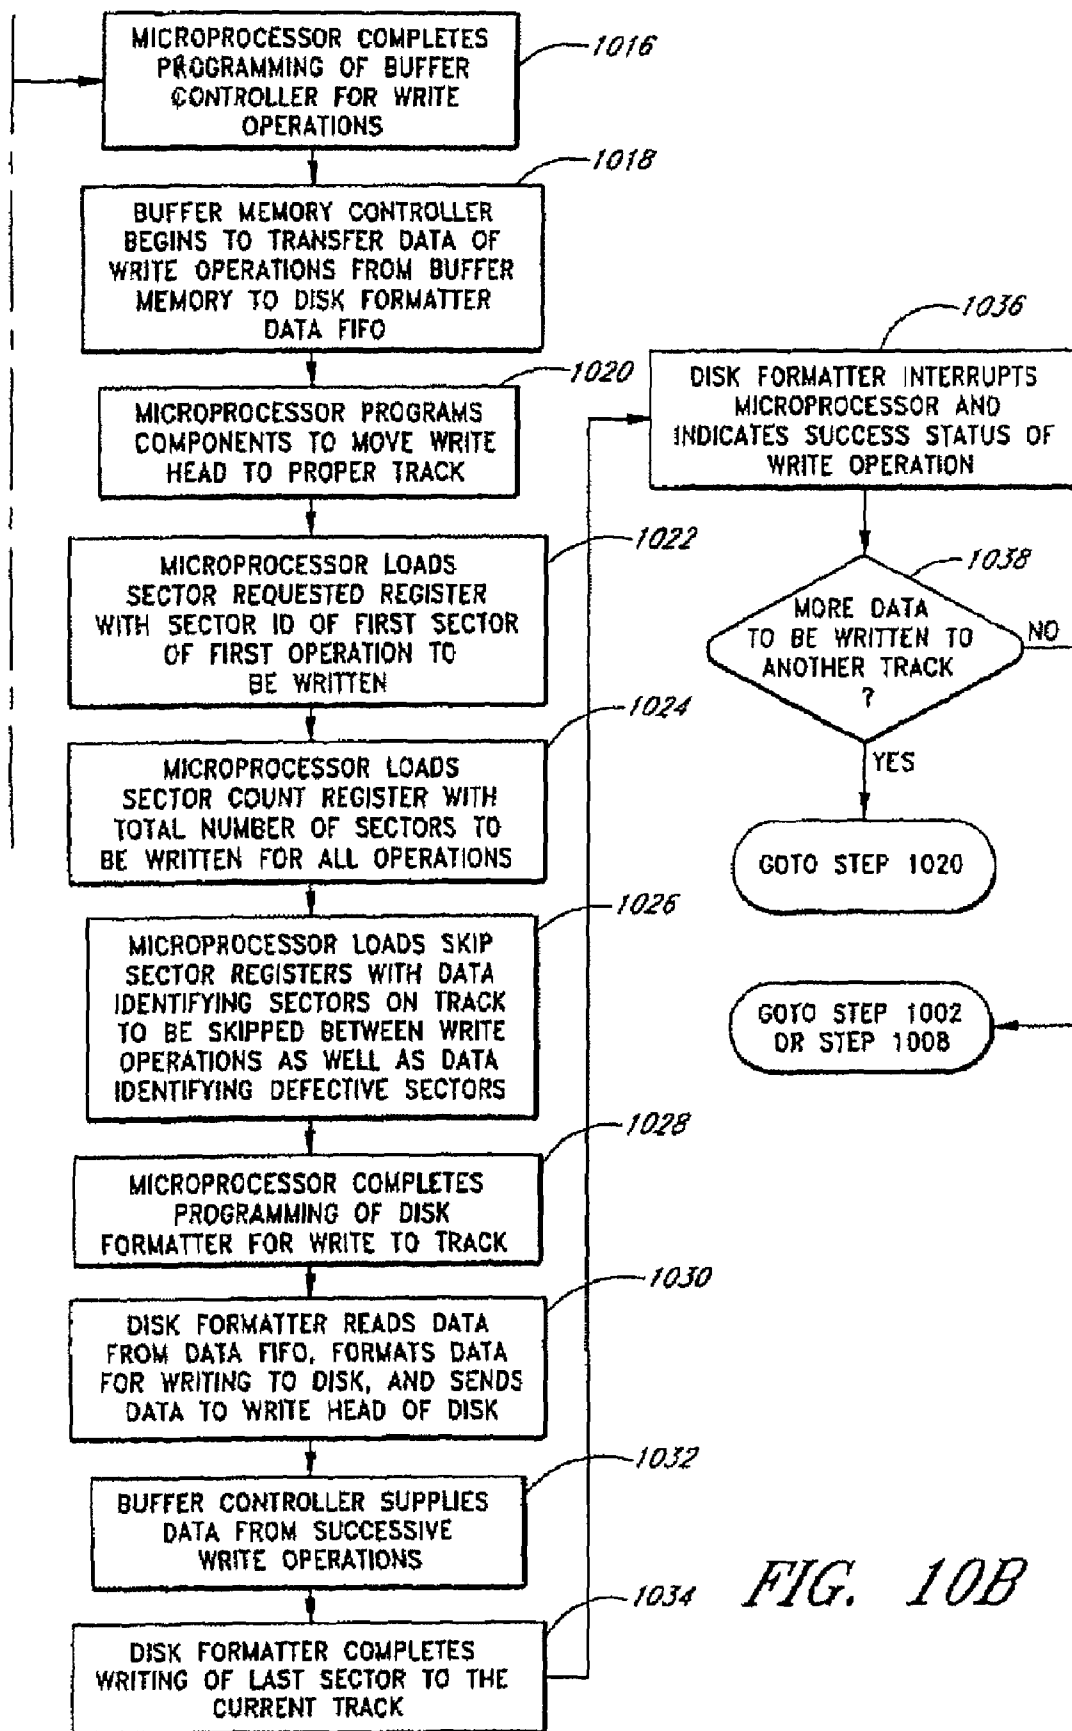 MICROPROCESSOR COMPLETES
PROGRAMMING OF BUFFER
CONTROLLER FOR WRITE
OPERATIONS
1016
BUFFER MEMORY CONTROLLER
BEGINS TO TRANSFER DATA OF
WRITE OPERATIONS FROM BUFFER
MEMORY TO DISK FORMATTER
DATA FIFO
1018
MICROPROCESSOR PROGRAMS
COMPONENTS TO MOVE WRITE
HEAD TO PROPER TRACK
1020
MICROPROCESSOR LOADS
SECTOR REQUESTED REGISTER
WITH SECTOR ID OF FIRST SECTOR
OF FIRST OPERATION TO
BE WRITTEN
1022
MICROPROCESSOR LOADS
SECTOR COUNT REGISTER WITH
TOTAL NUMBER OF SECTORS TO
BE WRITTEN FOR ALL OPERATIONS
1024
MICROPROCESSOR LOADS SKIP
SECTOR REGISTERS WITH DATA
IDENTIFYING SECTORS ON TRACK
TO BE SKIPPED BETWEEN WRITE
OPERATIONS AS WELL AS DATA
IDENTIFYING DEFECTIVE SECTORS
1026
MICROPROCESSOR COMPLETES
PROGRAMMING OF DISK
FORMATTER FOR WRITE TO TRACK
1028
DISK FORMATTER READS DATA
FROM DATA FIFO, FORMATS DATA
FOR WRITING TO DISK, AND SENDS
DATA TO WRITE HEAD OF DISK
1030
BUFFER CONTROLLER SUPPLIES
DATA FROM SUCCESSIVE
WRITE OPERATIONS
1032
DISK FORMATTER COMPLETES
WRITING OF LAST SECTOR TO THE
CURRENT TRACK
1034
DISK FORMATTER INTERRUPTS
MICROPROCESSOR AND
INDICATES SUCCESS STATUS OF
WRITE OPERATION
1036
MORE DATA
TO BE WRITTEN TO
ANOTHER TRACK
?
1038
NO
YES
GOTO STEP 1020
GOTO STEP 1002
OR STEP 1008
FIG. 10B